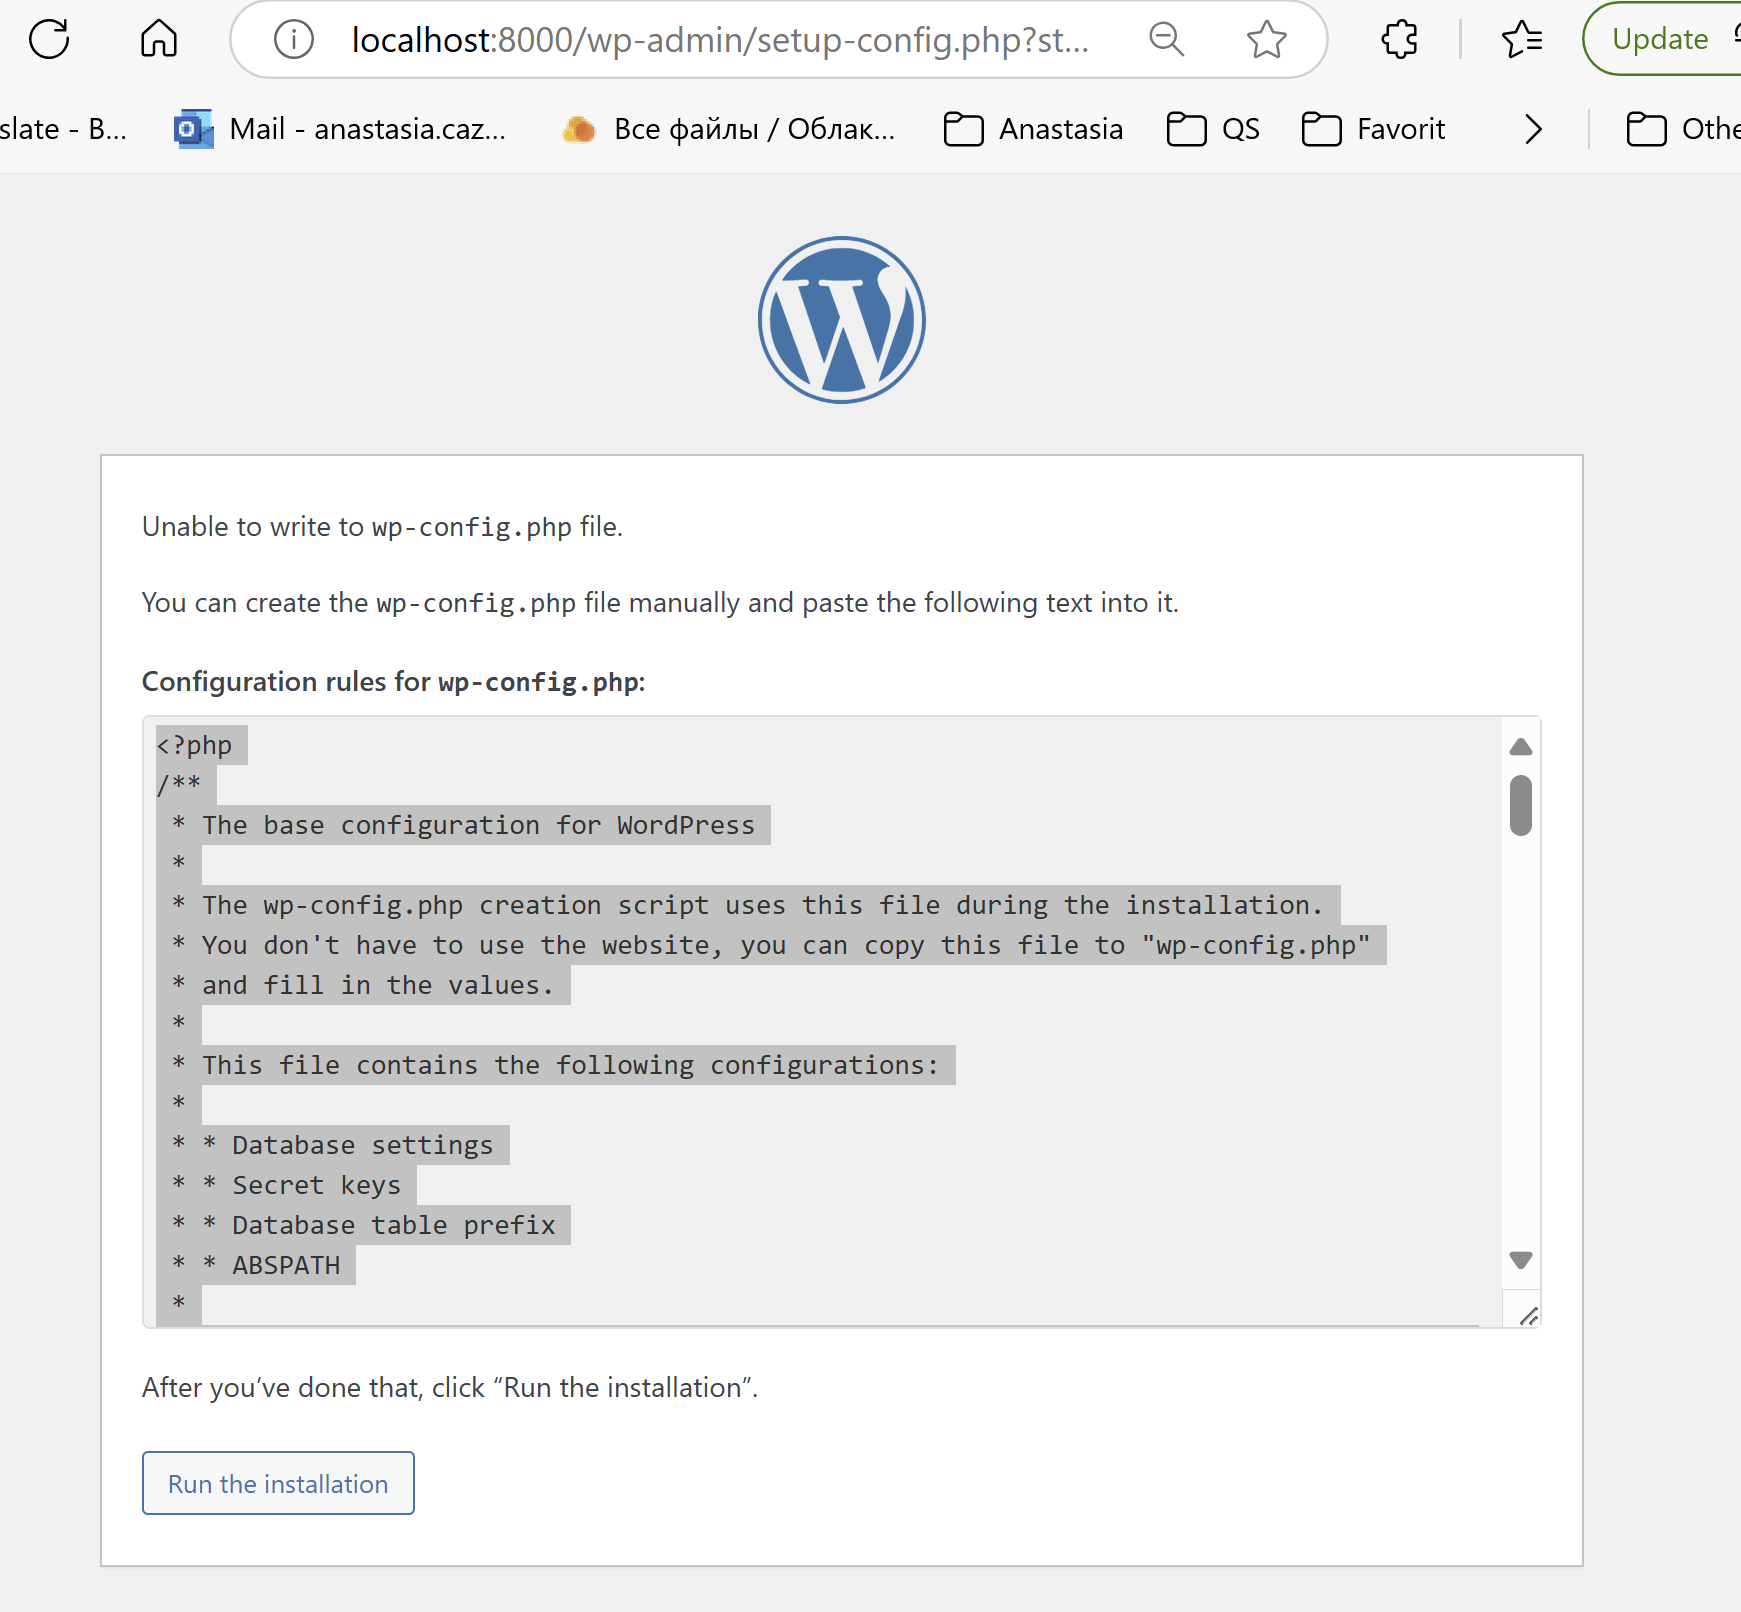 localhost:8000/wp-admin/setup-config.php?st...
Update
slate - B...
Mail - anastasia.caz...
Все файлы / Облак...
Anastasia
QS
Favorit
Othe
Unable to write to wp-config.php file.
You can create the wp-config.php file manually and paste the following text into it.
Configuration rules for wp-config.php:
<?php
/**
* The base configuration for WordPress
*
* The wp-config.php creation script uses this file during the installation.
* You don't have to use the website, you can copy this file to "wp-config.php"
* and fill in the values.
*
* This file contains the following configurations:
*
* * Database settings
* * Secret keys
* * Database table prefix
* * ABSPATH
*
After you’ve done that, click “Run the installation”.
Run the installation